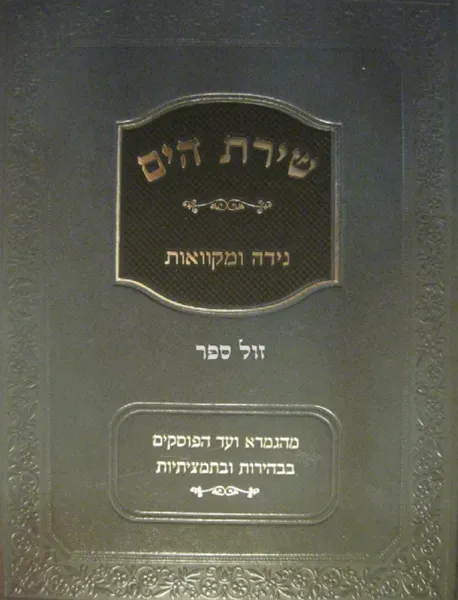 שירת הים
נידה ומקוואות
זול ספר
מהגמרא ועד הפוסקים
בבהירות ובתמציתיות